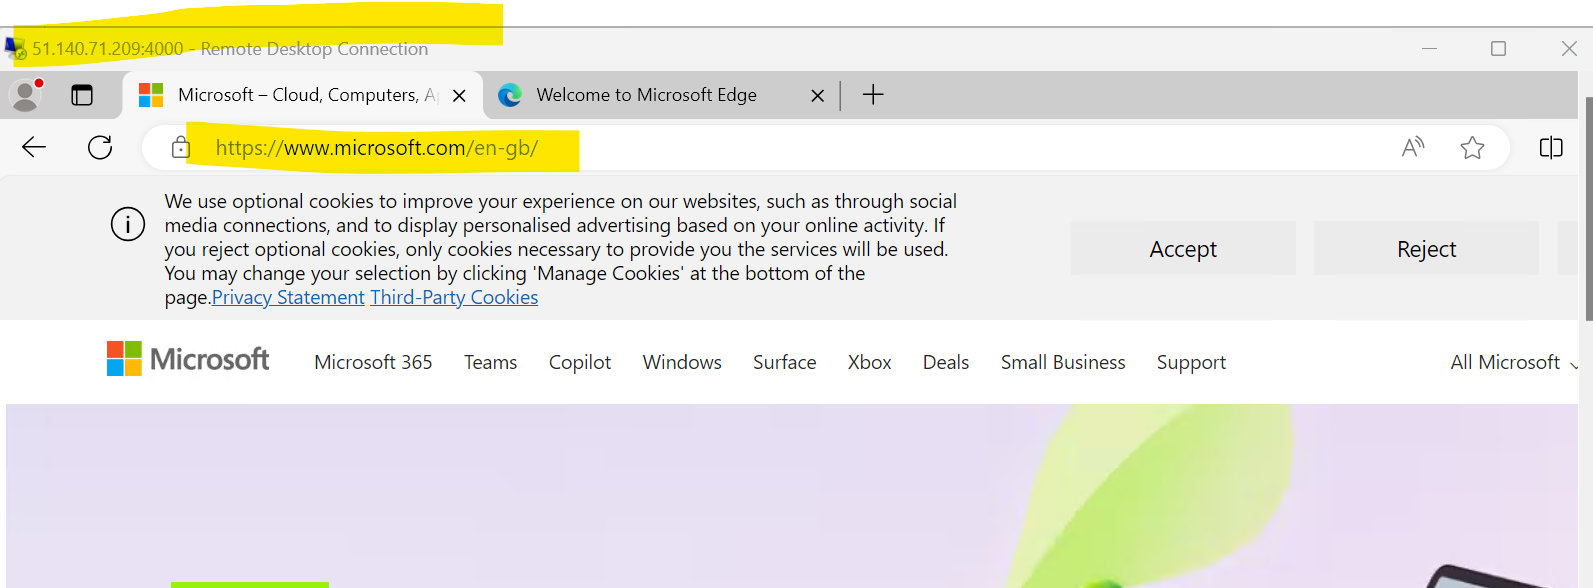 51.140.71.209:4000 - Remote Desktop Connection
Microsoft – Cloud, Computers, A
Welcome to Microsoft Edge
https://www.microsoft.com/en-gb/
We use optional cookies to improve your experience on our websites, such as through social
media connections, and to display personalised advertising based on your online activity. If
you reject optional cookies, only cookies necessary to provide you the services will be used.
You may change your selection by clicking 'Manage Cookies' at the bottom of the
page.Privacy Statement Third-Party Cookies
Accept
Reject
Microsoft
Microsoft 365
Teams
Copilot
Windows
Surface
Xbox
Deals
Small Business
Support
All Microsoft